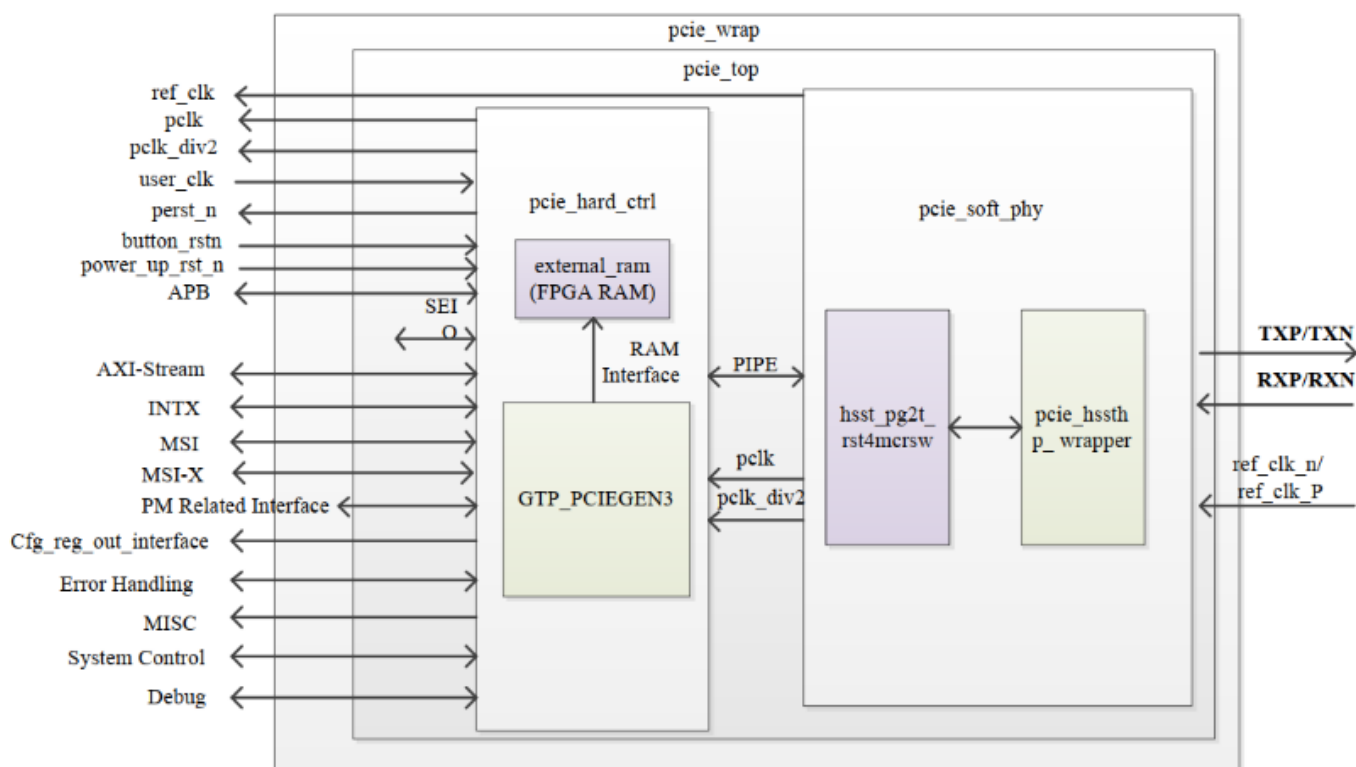 pcie_wrap
pcie_top
ref_clk
pclk
pclk_div2
user_clk
perst_n
button_rstn
power_up_rst_n
APB
SEI
O
AXI-Stream
INTX
MSI
MSI-X
PM Related Interface
Cfg_reg_out_interface
Error Handling
MISC
System Control
Debug
pcie_hard_ctrl
external_ram
(FPGA RAM)
RAM
Interface
GTP_PCIEGEN3
PIPE
pclk
pclk_div2
pcie_soft_phy
hsst_pg2t_
rst4mcrsw
pcie_hssth
p_ wrapper
TXP/TXN
RXP/RXN
ref_clk_n/
ref_clk_P